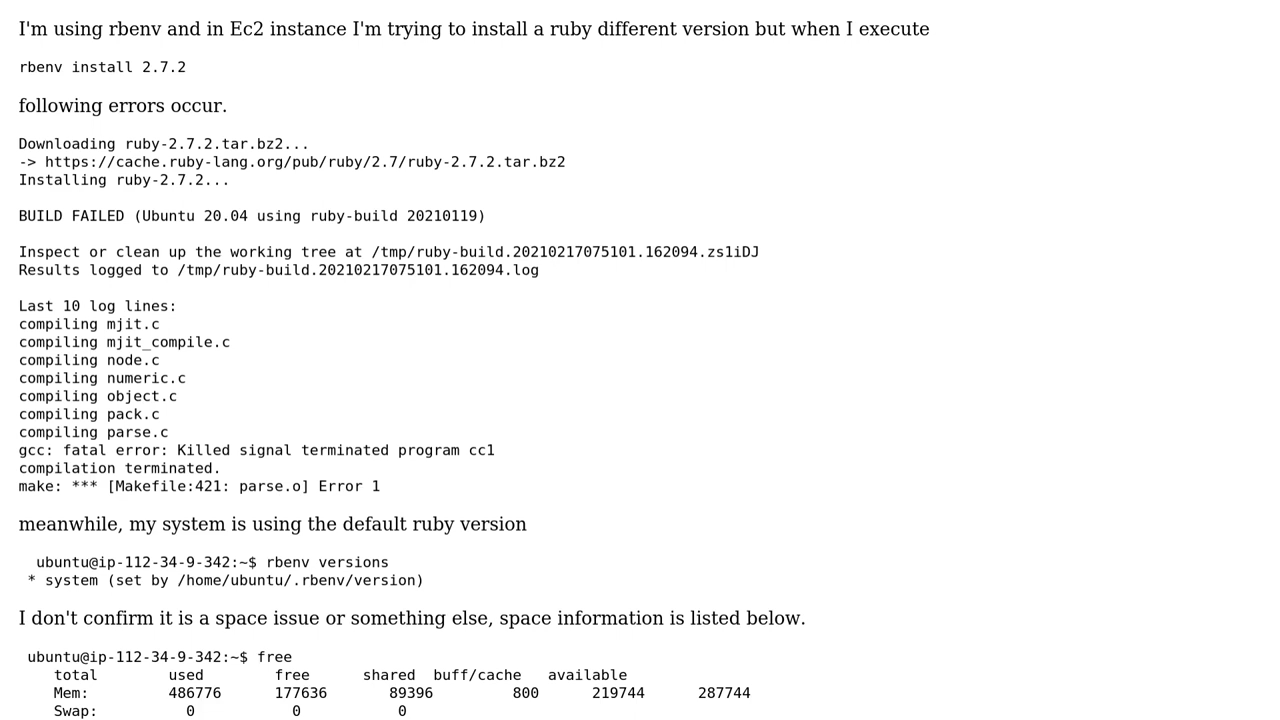 I'm using rbenv and in Ec2 instance I'm trying to install a ruby different version but when I execute
rbenv install 2.7.2
following errors occur.
Downloading ruby-2.7.2.tar.bz2...
-> https://cache.ruby-lang.org/pub/ruby/2.7/ruby-2.7.2.tar.bz2
Installing ruby-2.7.2...
BUILD FAILED (Ubuntu 20.04 using ruby-build 20210119)
Inspect or clean up the working tree at /tmp/ruby-build.20210217075101.162094.zs1iDJ
Results logged to /tmp/ruby-build.20210217075101.162094.log
Last 10 log lines:
compiling mjit.c
compiling mjit_compile.c
compiling node.c
compiling numeric.c
compiling object.c
compiling pack.c
compiling parse.c
gcc: fatal error: Killed signal terminated program cc1
compilation terminated.
make: *** [Makefile:421: parse.o] Error 1
meanwhile, my system is using the default ruby version
ubuntu@ip-112-34-9-342:~$ rbenv versions
* system (set by /home/ubuntu/.rbenv/version)
I don't confirm it is a space issue or something else, space information is listed below.
ubuntu@ip-112-34-9-342:~$ free
total used free shared buff/cache available
Mem: 486776 177636 89396 800 219744 287744
Swap: 0 0 0